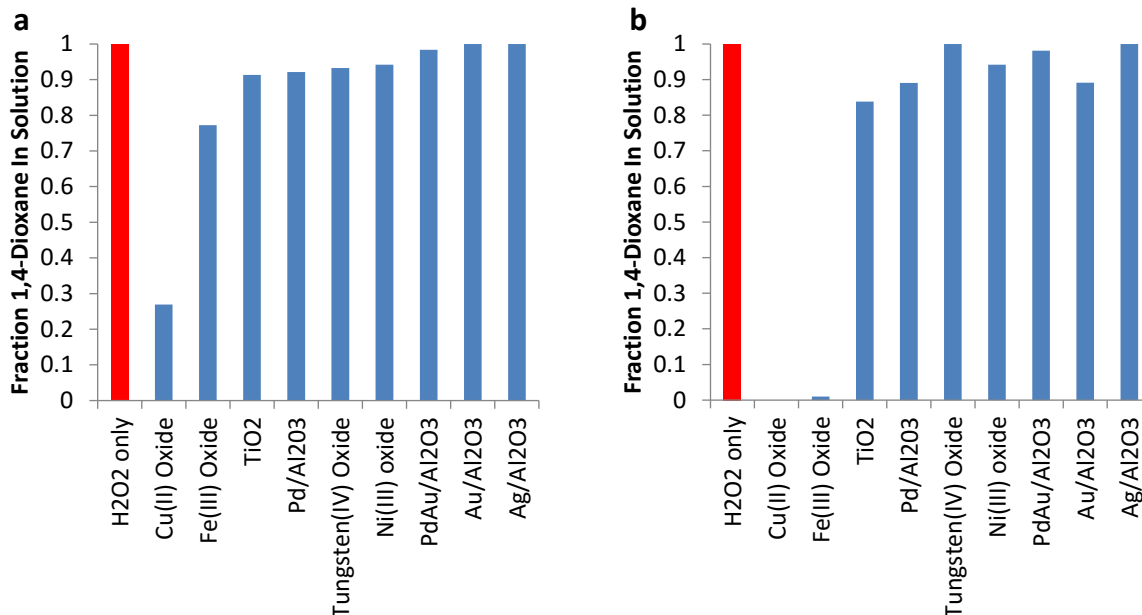 a
Fraction 1,4-Dioxane In Solution
1
0.9
0.8
0.7
0.6
0.5
0.4
0.3
0.2
0.1
0
H2O2 only
Cu(II) Oxide
Fe(III) Oxide
TiO2
Pd/Al203
Tungsten(IV) Oxide
Ni(III) oxide
PdAu/Al2O3
Au/Al2O3
Ag/Al2O3
b
Fraction 1,4-Dioxane In Solution
1
0.9
0.8
0.7
0.6
0.5
0.4
0.3
0.2
0.1
0
H2O2 only
Cu(II) Oxide
Fe(III) Oxide
TiO2
Pd/Al203
Tungsten(IV) Oxide
Ni(III) oxide
PdAu/Al2O3
Au/Al2O3
Ag/Al2O3